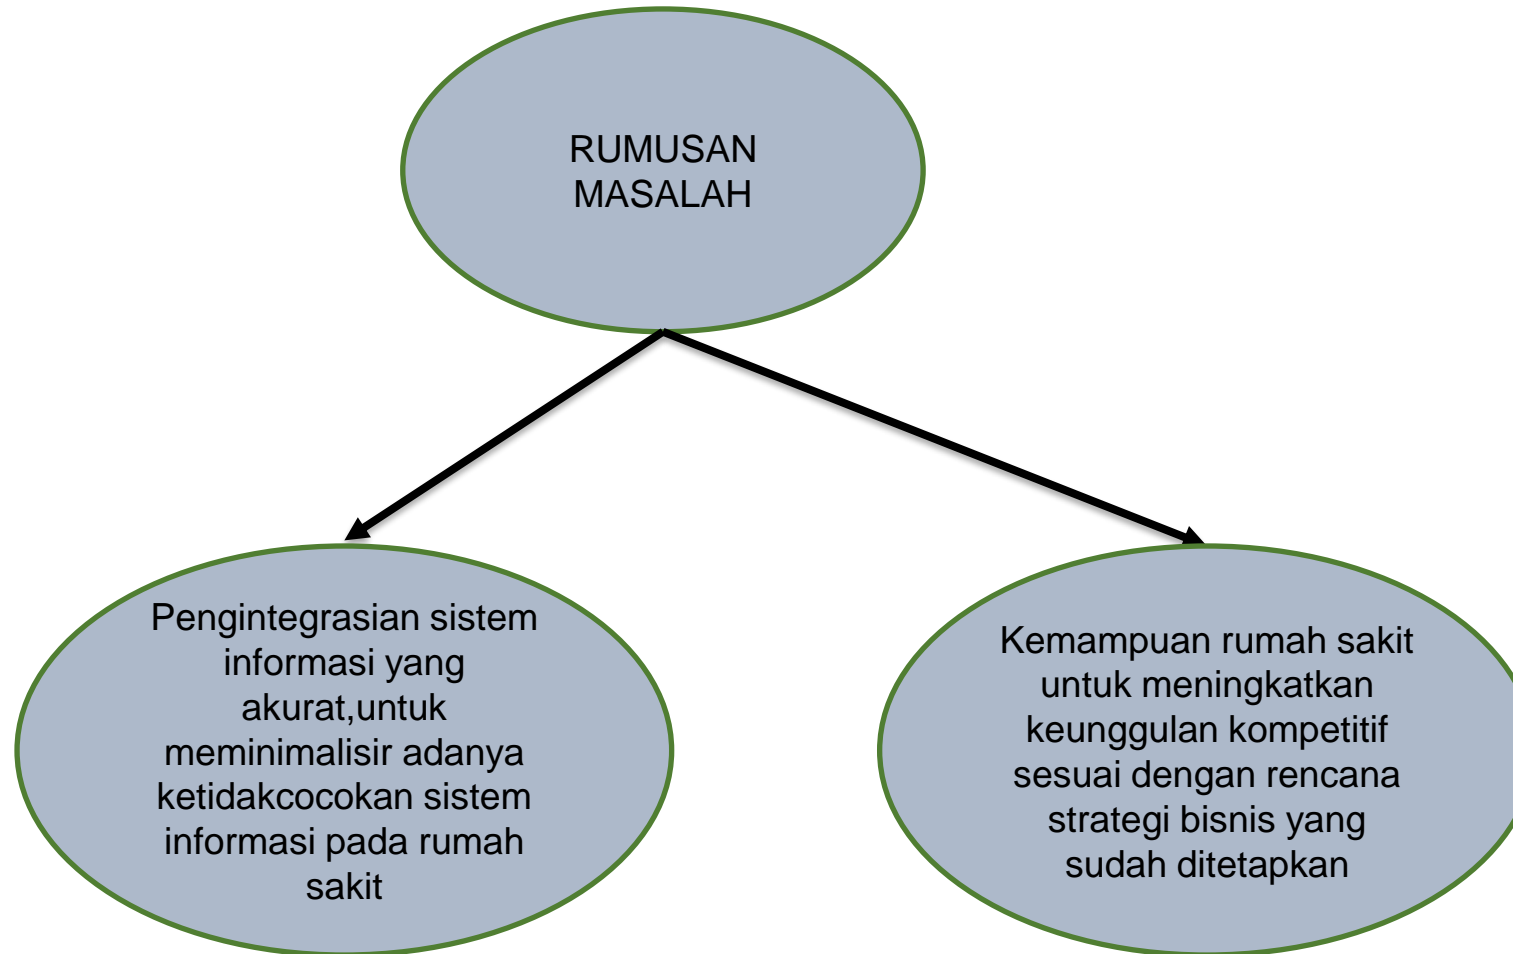 RUMUSAN
MASALAH
Pengintegrasian sistem
informasi yang
akurat,untuk
meminimalisir adanya
ketidakcocokan sistem
informasi pada rumah
sakit
Kemampuan rumah sakit
untuk meningkatkan
keunggulan kompetitif
sesuai dengan rencana
strategi bisnis yang
sudah ditetapkan